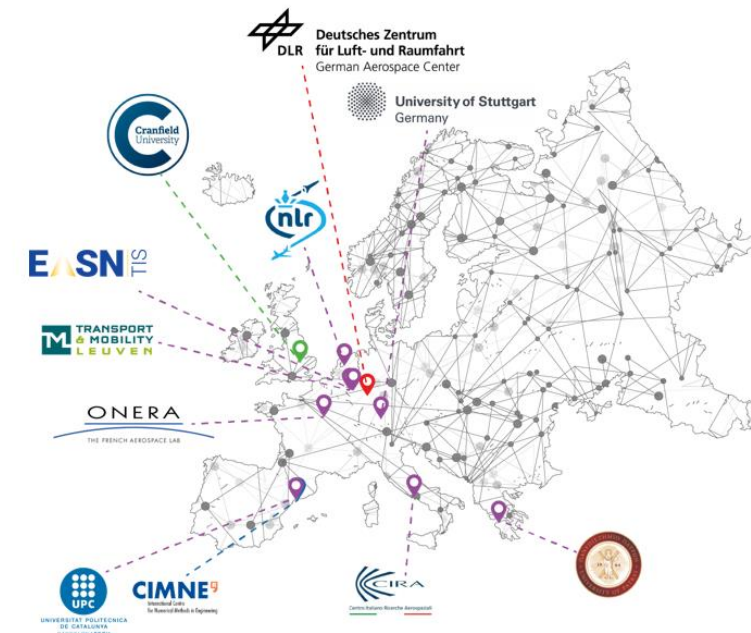 DLR
Deutsches Zentrum
für Luft- und Raumfahrt
German Aerospace Center
University of Stuttgart
Germany
Cranfield
University
nlr
EASN TIS
TML
TRANSPORT
& MOBILITY
LEUVEN
ONERA
THE FRENCH AEROSPACE LAB
UPC
UNIVERSITAT POLITÈCNICA
DE CATALUNYA
CIMNE
International Centre
for Numerical Methods in Engineering
CIRA
Centro Italiano Ricerche Aerospaziali